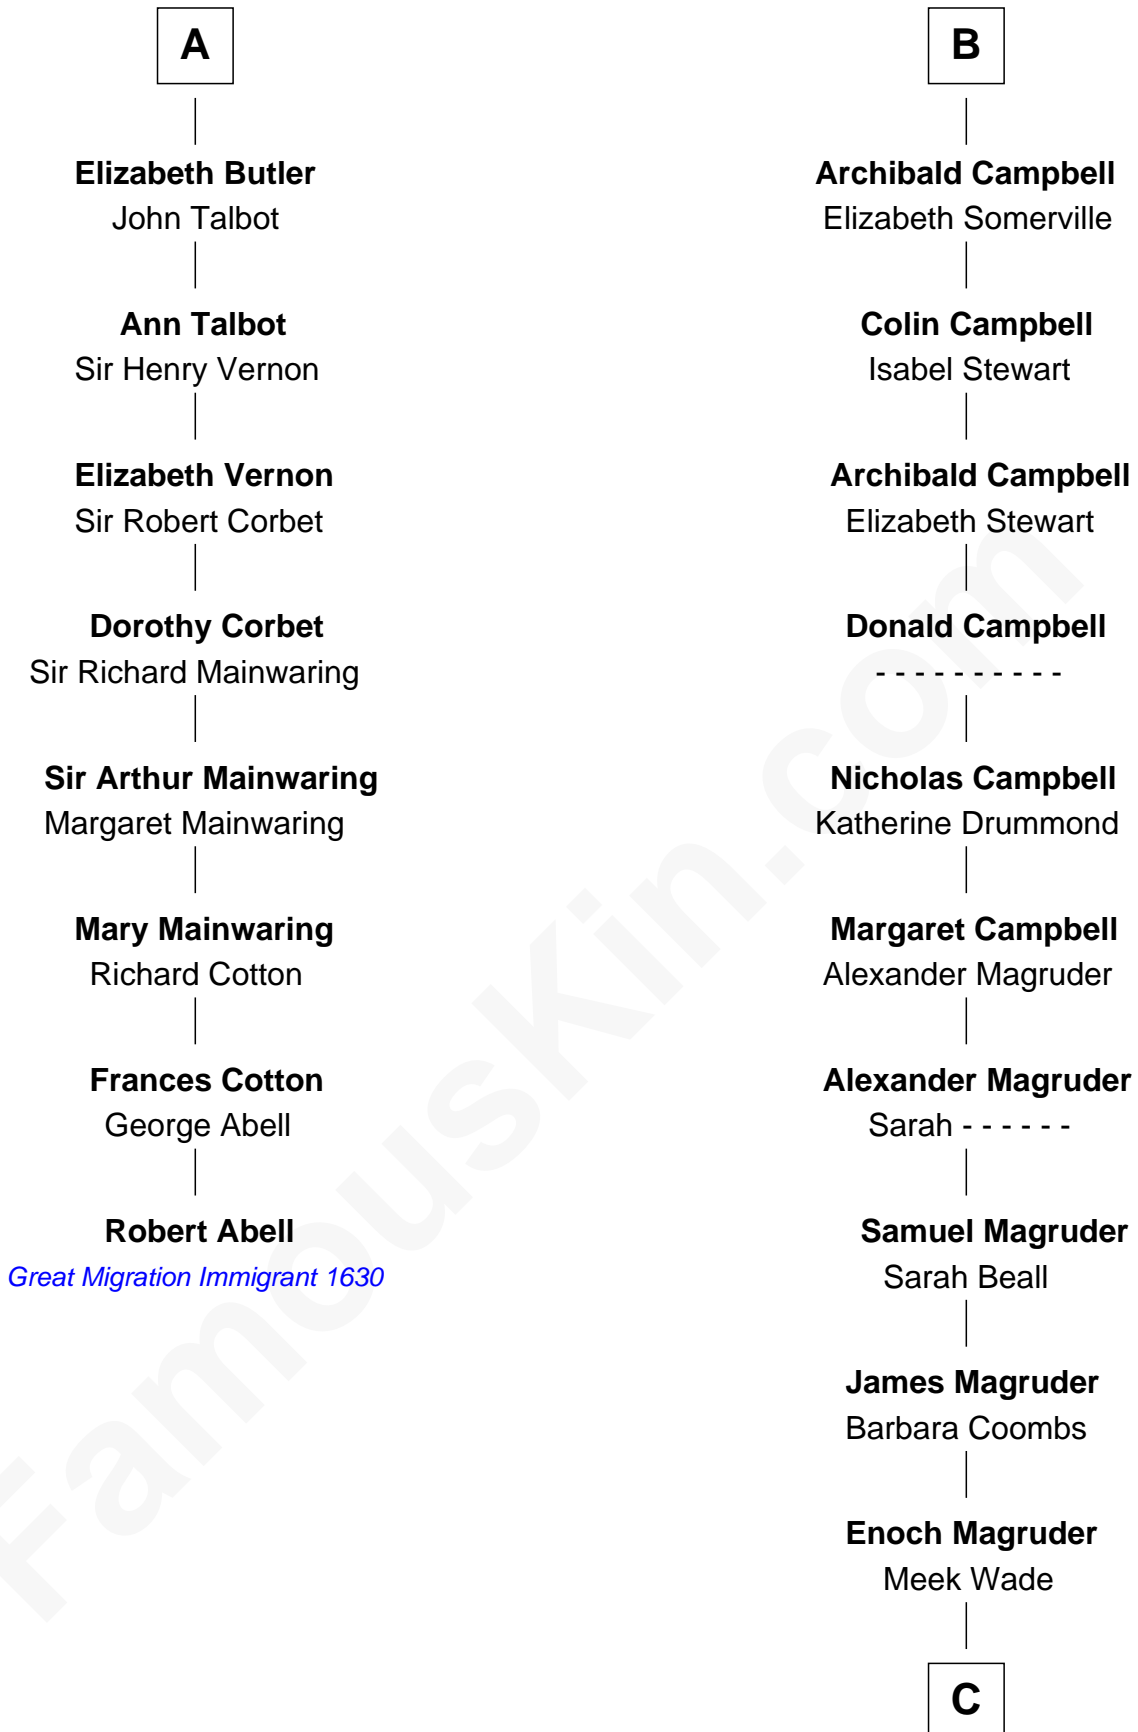 A
Elizabeth Butler
John Talbot
Ann Talbot
Sir Henry Vernon
Elizabeth Vernon
Sir Robert Corbet
Dorothy Corbet
Sir Richard Mainwaring
Sir Arthur Mainwaring
Margaret Mainwaring
Mary Mainwaring
Richard Cotton
Frances Cotton
George Abell
Robert Abell
Great Migration Immigrant 1630
B
Archibald Campbell
Elizabeth Somerville
Colin Campbell
Isabel Stewart
Archibald Campbell
Elizabeth Stewart
Donald Campbell
- - - - - - - - - -
Nicholas Campbell
Katherine Drummond
Margaret Campbell
Alexander Magruder
Alexander Magruder
Sarah - - - - - -
Samuel Magruder
Sarah Beall
James Magruder
Barbara Coombs
Enoch Magruder
Meek Wade
C
FamousKin.com